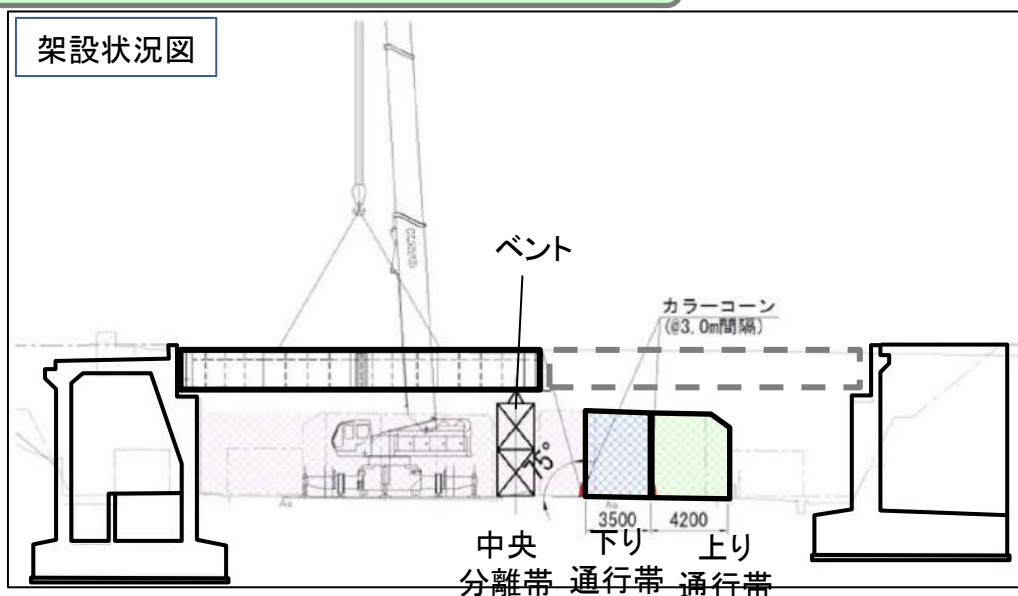 架設状況図
ベント
カラーコーン
(@3.0m間隔)
75°
3500
4200
中央
分離帯
下り
通行帯
上り
通行帯